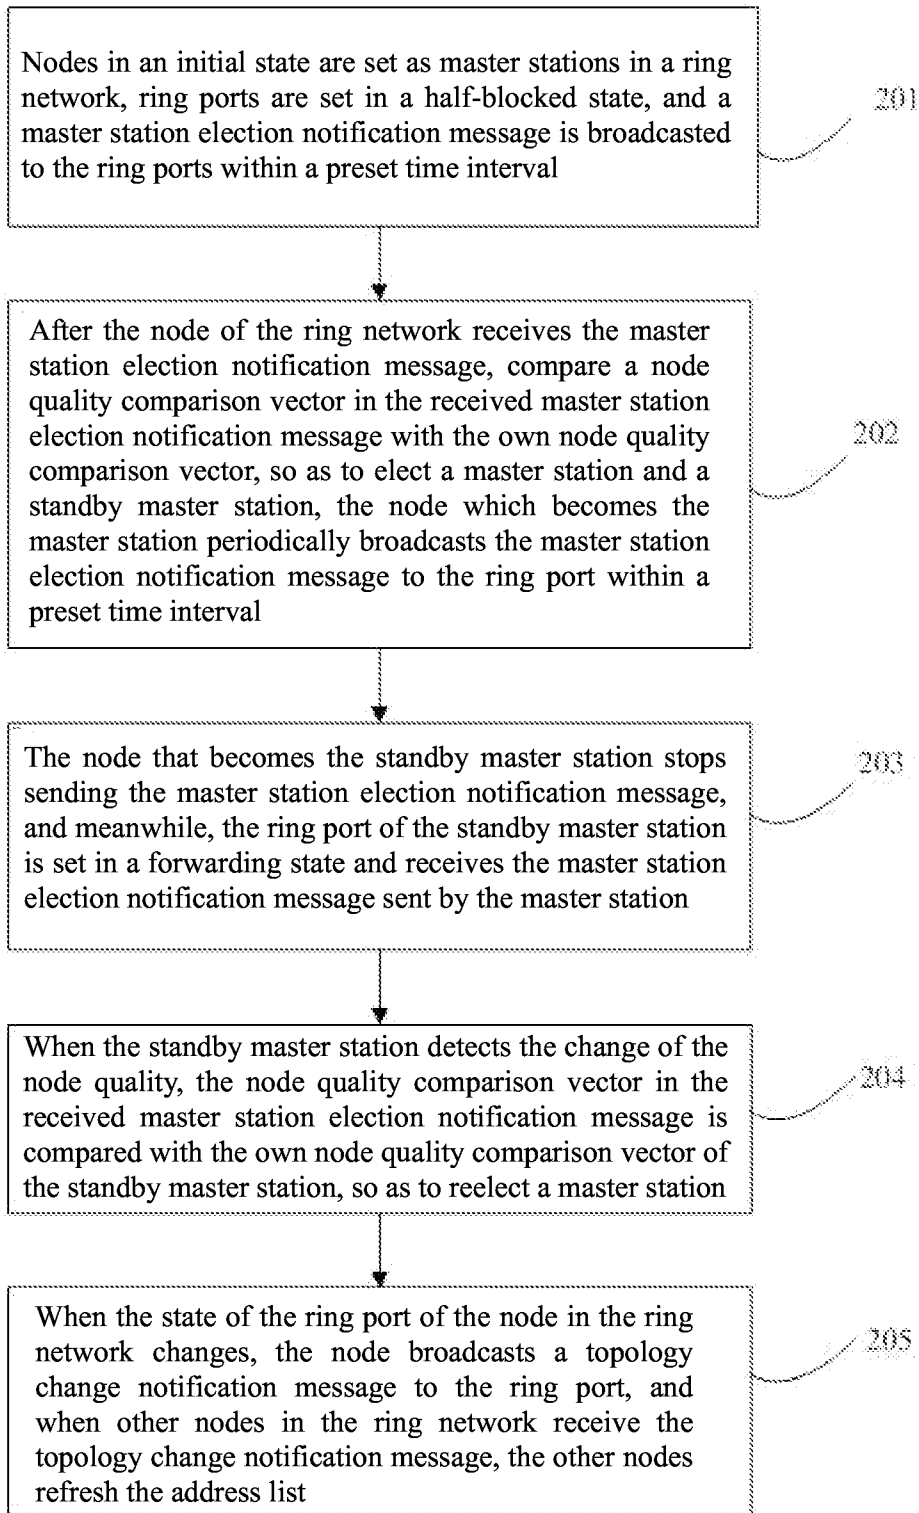 Nodes in an initial state are set as master stations in a ring
network, ring ports are set in a half-blocked state, and a
master station election notification message is broadcasted
to the ring ports within a preset time interval
201
After the node of the ring network receives the master
station election notification message, compare a node
quality comparison vector in the received master station
election notification message with the own node quality
comparison vector, so as to elect a master station and a
standby master station, the node which becomes the
master station periodically broadcasts the master station
election notification message to the ring port within a
preset time interval
202
The node that becomes the standby master station stops
sending the master station election notification message,
and meanwhile, the ring port of the standby master station
is set in a forwarding state and receives the master station
election notification message sent by the master station
203
When the standby master station detects the change of the
node quality, the node quality comparison vector in the
received master station election notification message is
compared with the own node quality comparison vector of
the standby master station, so as to reelect a master station
204
When the state of the ring port of the node in the ring
network changes, the node broadcasts a topology
change notification message to the ring port, and
when other nodes in the ring network receive the
topology change notification message, the other nodes
refresh the address list
205